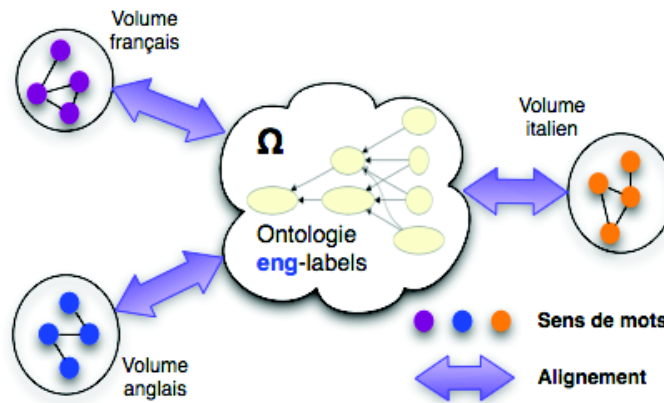 Volume
français
Volume
italien
Ω
Ontologie
eng-labels
Volume
anglais
Sens de mots
Alignement